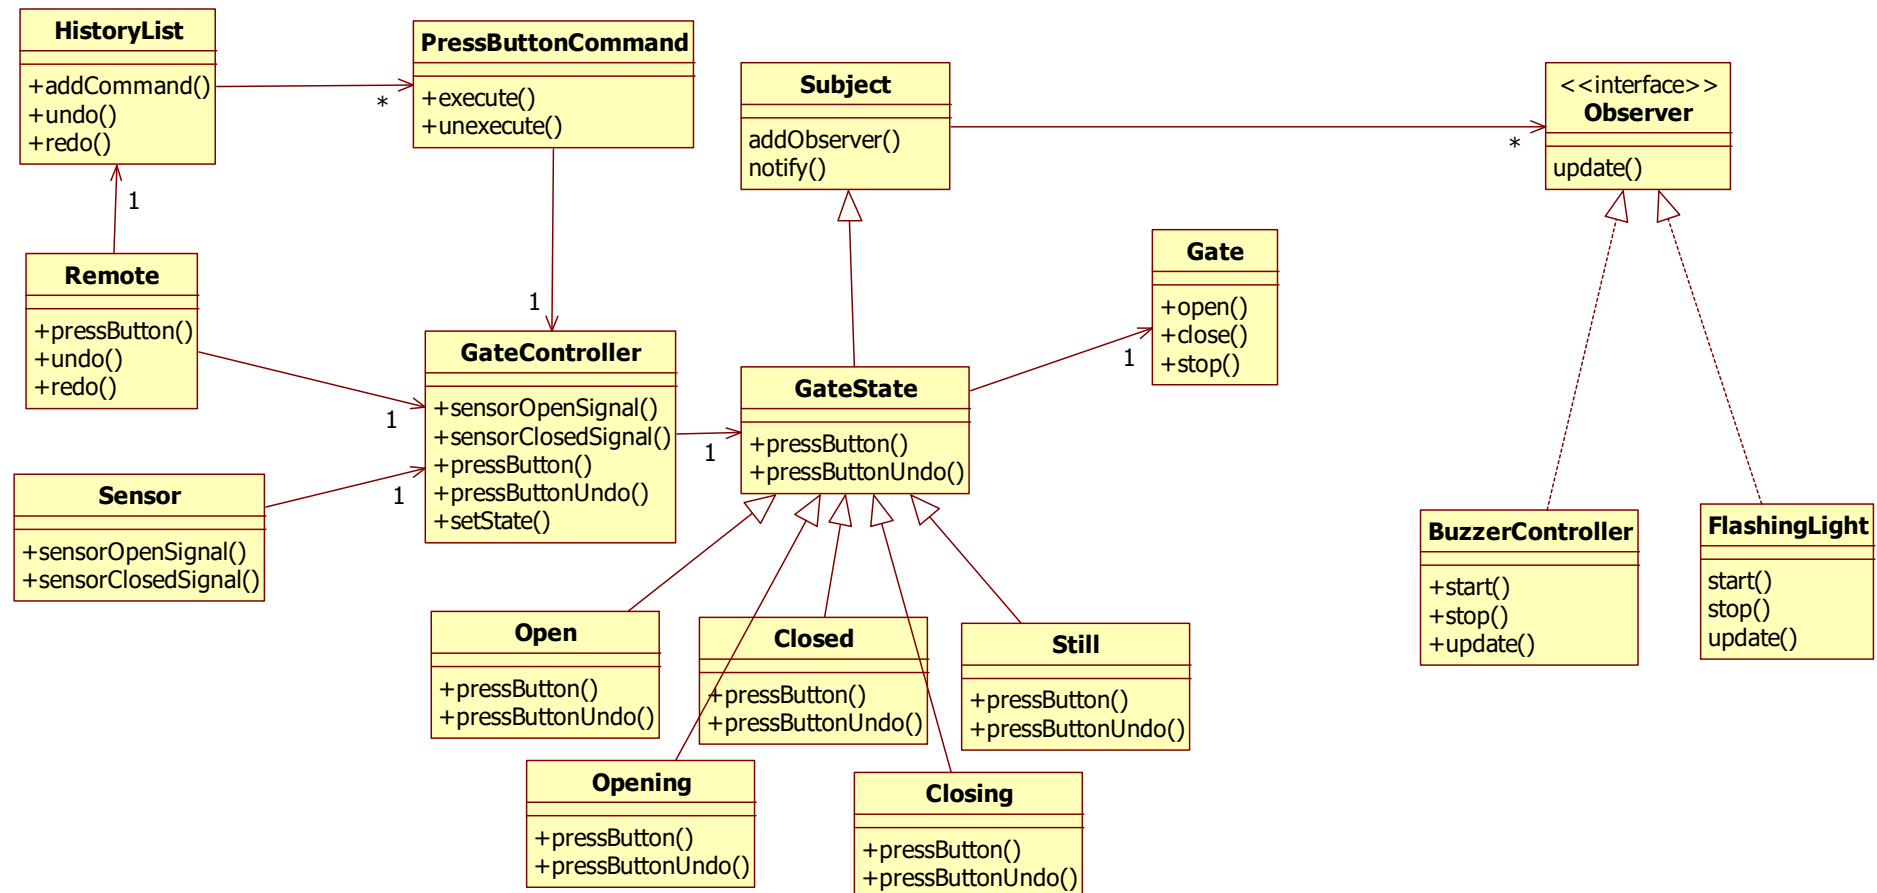 HistoryList
+addCommand()
+undo()
+redo()
PressButtonCommand
+execute()
+unexecute()
*
Subject
addObserver()
notify()
*
<<interface>>
Observer
update()
1
Remote
+pressButton()
+undo()
+redo()
1
1
GateController
+sensorOpenSignal()
+sensorClosedSignal()
+pressButton()
+pressButtonUndo()
+setState()
1
GateState
+pressButton()
+pressButtonUndo()
1
Gate
+open()
+close()
+stop()
Sensor
+sensorOpenSignal()
+sensorClosedSignal()
1
BuzzerController
+start()
+stop()
+update()
FlashingLight
start()
stop()
update()
Open
+pressButton()
+pressButtonUndo()
Closed
+pressButton()
+pressButtonUndo()
Still
+pressButton()
+pressButtonUndo()
Opening
+pressButton()
+pressButtonUndo()
Closing
+pressButton()
+pressButtonUndo()